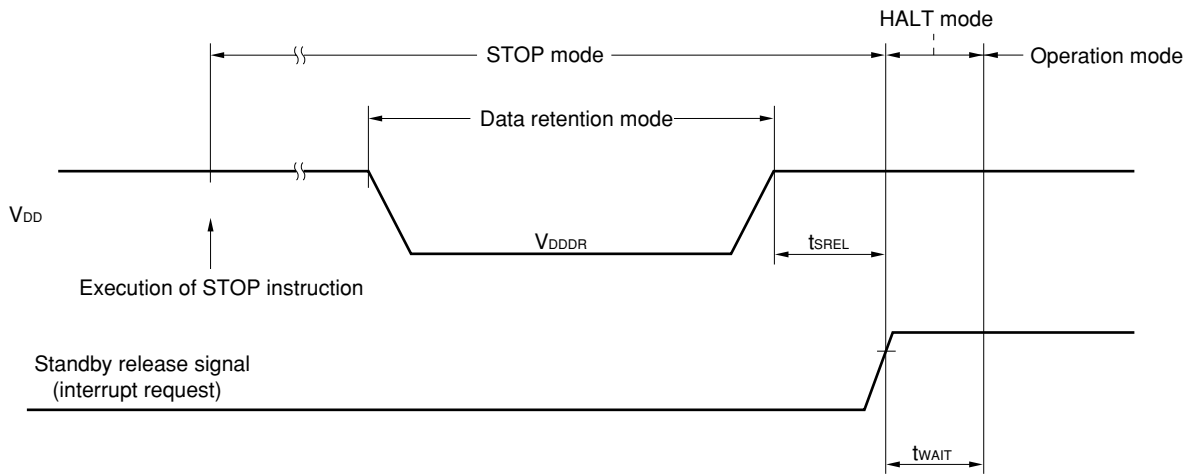 HALT mode
STOP mode
Operation mode
Data retention mode
VDD
VDDDR
tSREL
Execution of STOP instruction
Standby release signal
(interrupt request)
tWAIT